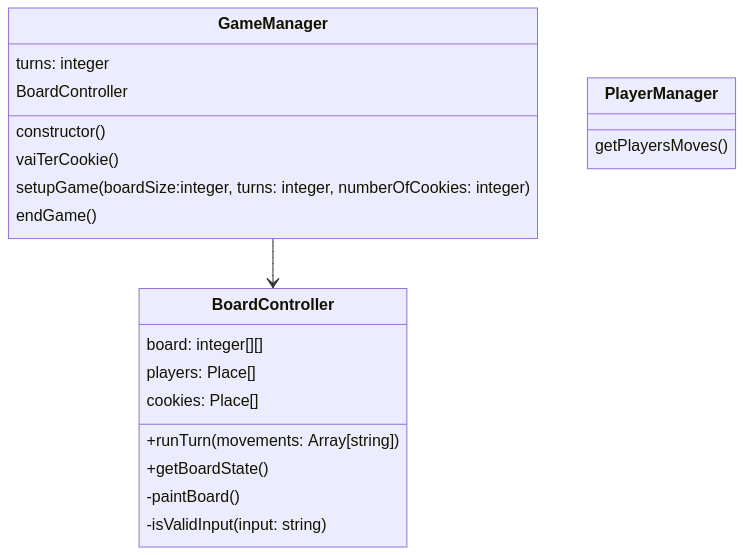 GameManager
turns: integer
BoardController
constructor()
vaiTerCookie()
setupGame(boardSize:integer, turns: integer, numberOfCookies: integer)
endGame()
PlayerManager
getPlayersMoves()
BoardController
board: integer[][]
players: Place[]
cookies: Place[]
+runTurn(movements: Array[string])
+getBoardState()
-paintBoard()
-isValidInput(input: string)